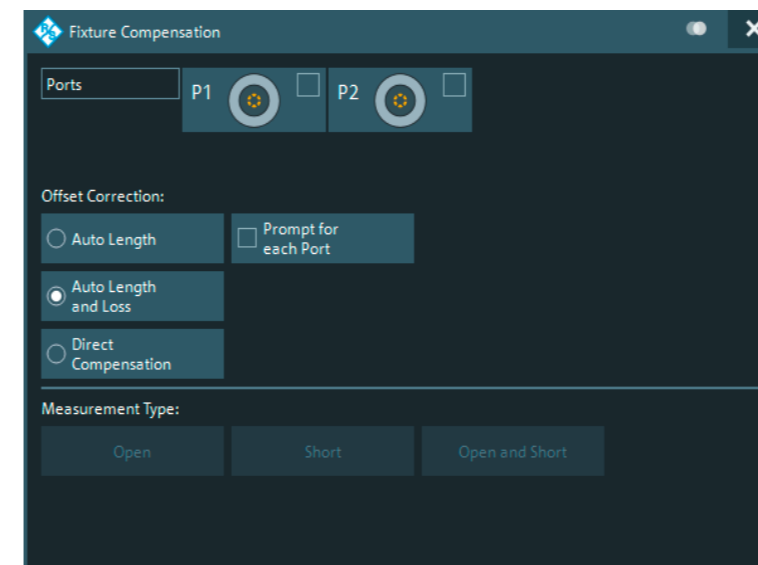 Fixture Compensation
Ports
P1
P2
Offset Correction:
Auto Length
Prompt for
each Port
Auto Length
and Loss
Direct
Compensation
Measurement Type:
Open
Short
Open and Short